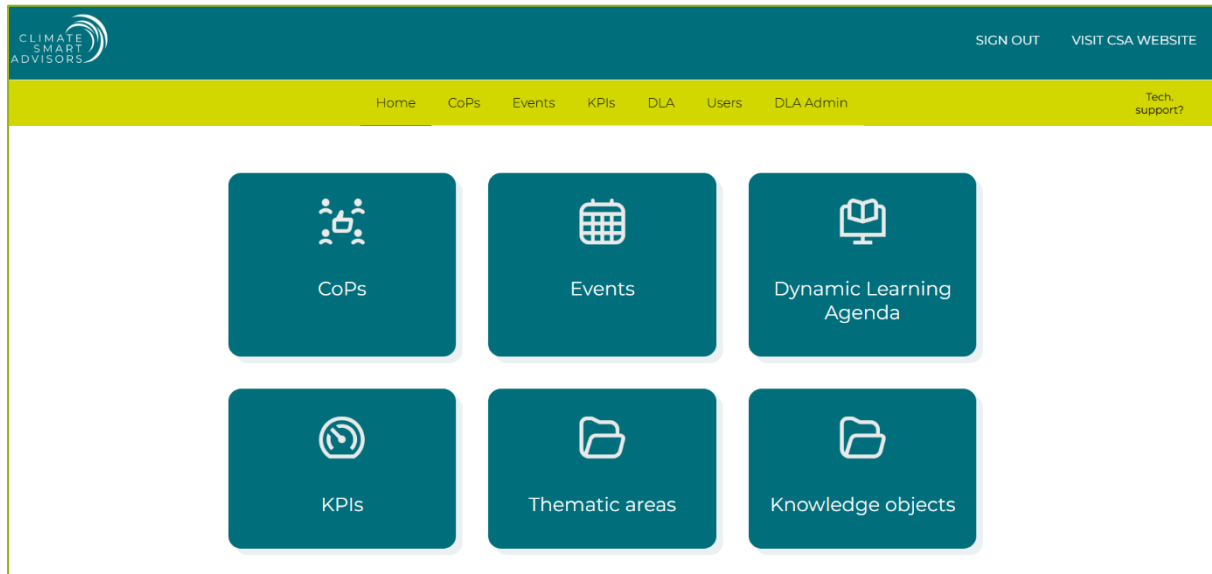 CLIMATE
SMART
ADVISORS
SIGN OUT VISIT CSA WEBSITE
Home CoPs Events KPIs DLA Users DLA Admin
Tech.
support?
CoPs
Events
Dynamic Learning
Agenda
KPIs
Thematic areas
Knowledge objects